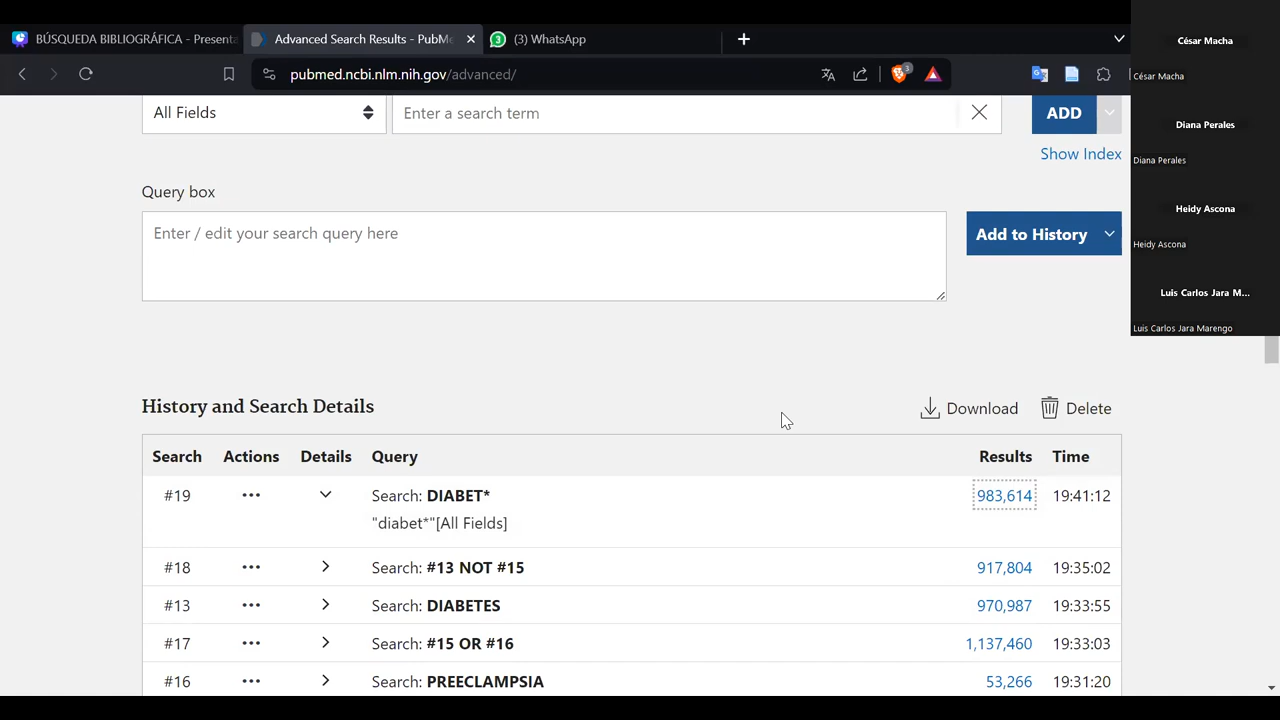 BÚSQUEDA BIBLIOGRÁFICA - Presenta
Advanced Search Results - PubMe
(3) WhatsApp
pubmed.ncbi.nlm.nih.gov/advanced/
3
All Fields
Enter a search term
ADD
Show Index
Query box
Enter / edit your search query here
Add to History
History and Search Details
Download
Delete
Search Actions Details Query Results Time
#19 ... Search: DIABET* 983,614 19:41:12
"diabet*"[All Fields]
#18 ... Search: #13 NOT #15 917,804 19:35:02
#13 ... Search: DIABETES 970,987 19:33:55
#17 ... Search: #15 OR #16 1,137,460 19:33:03
#16 ... Search: PREECLAMPSIA 53,266 19:31:20
César Macha
César Macha
Diana Perales
Diana Perales
Heidy Ascona
Heidy Ascona
Luis Carlos Jara M...
Luis Carlos Jara Marengo